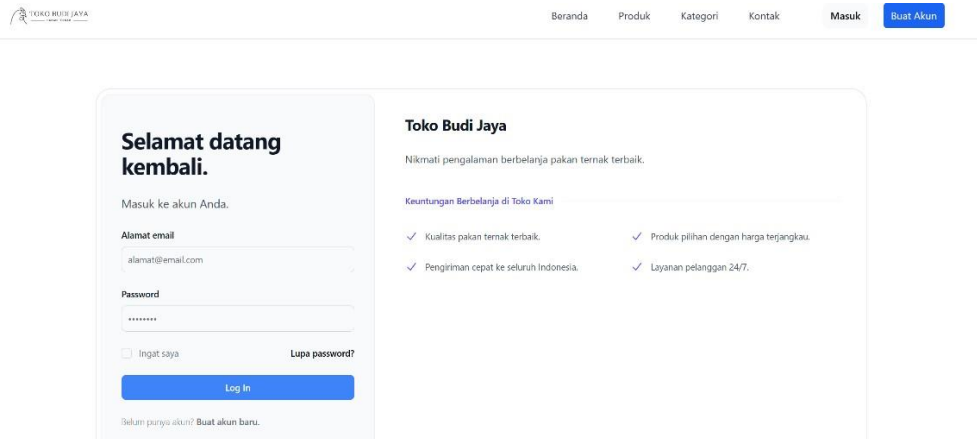 TOKO BUDI JAYA
Beranda
Produk
Kategori
Kontak
Masuk
Buat Akun
Selamat datang
kembali.
Masuk ke akun Anda.
Alamat email
alamat@email.com
Password
••••••••
Ingat saya
Lupa password?
Log In
Belum punya akun? Buat akun baru.
Toko Budi Jaya
Nikmati pengalaman berbelanja pakan ternak terbaik.
Keuntungan Berbelanja di Toko Kami
Kualitas pakan ternak terbaik.
Produk pilihan dengan harga terjangkau.
Pengiriman cepat ke seluruh Indonesia.
Layanan pelanggan 24/7.